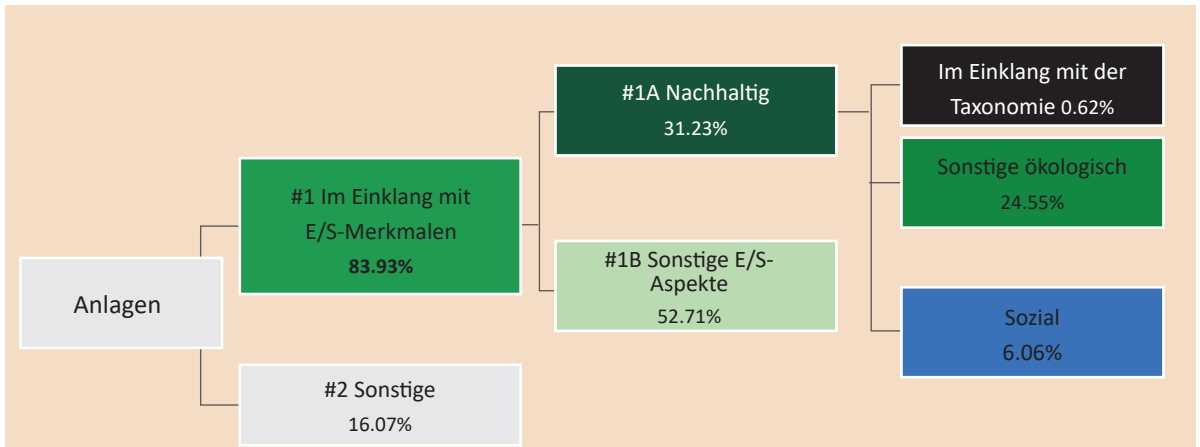 Anlagen
#1 Im Einklang mit
E/S-Merkmalen
83.93%
#2 Sonstige
16.07%
#1A Nachhaltig
31.23%
#1B Sonstige E/S-
Aspekte
52.71%
Im Einklang mit der
Taxonomie 0.62%
Sonstige ökologisch
24.55%
Sozial
6.06%